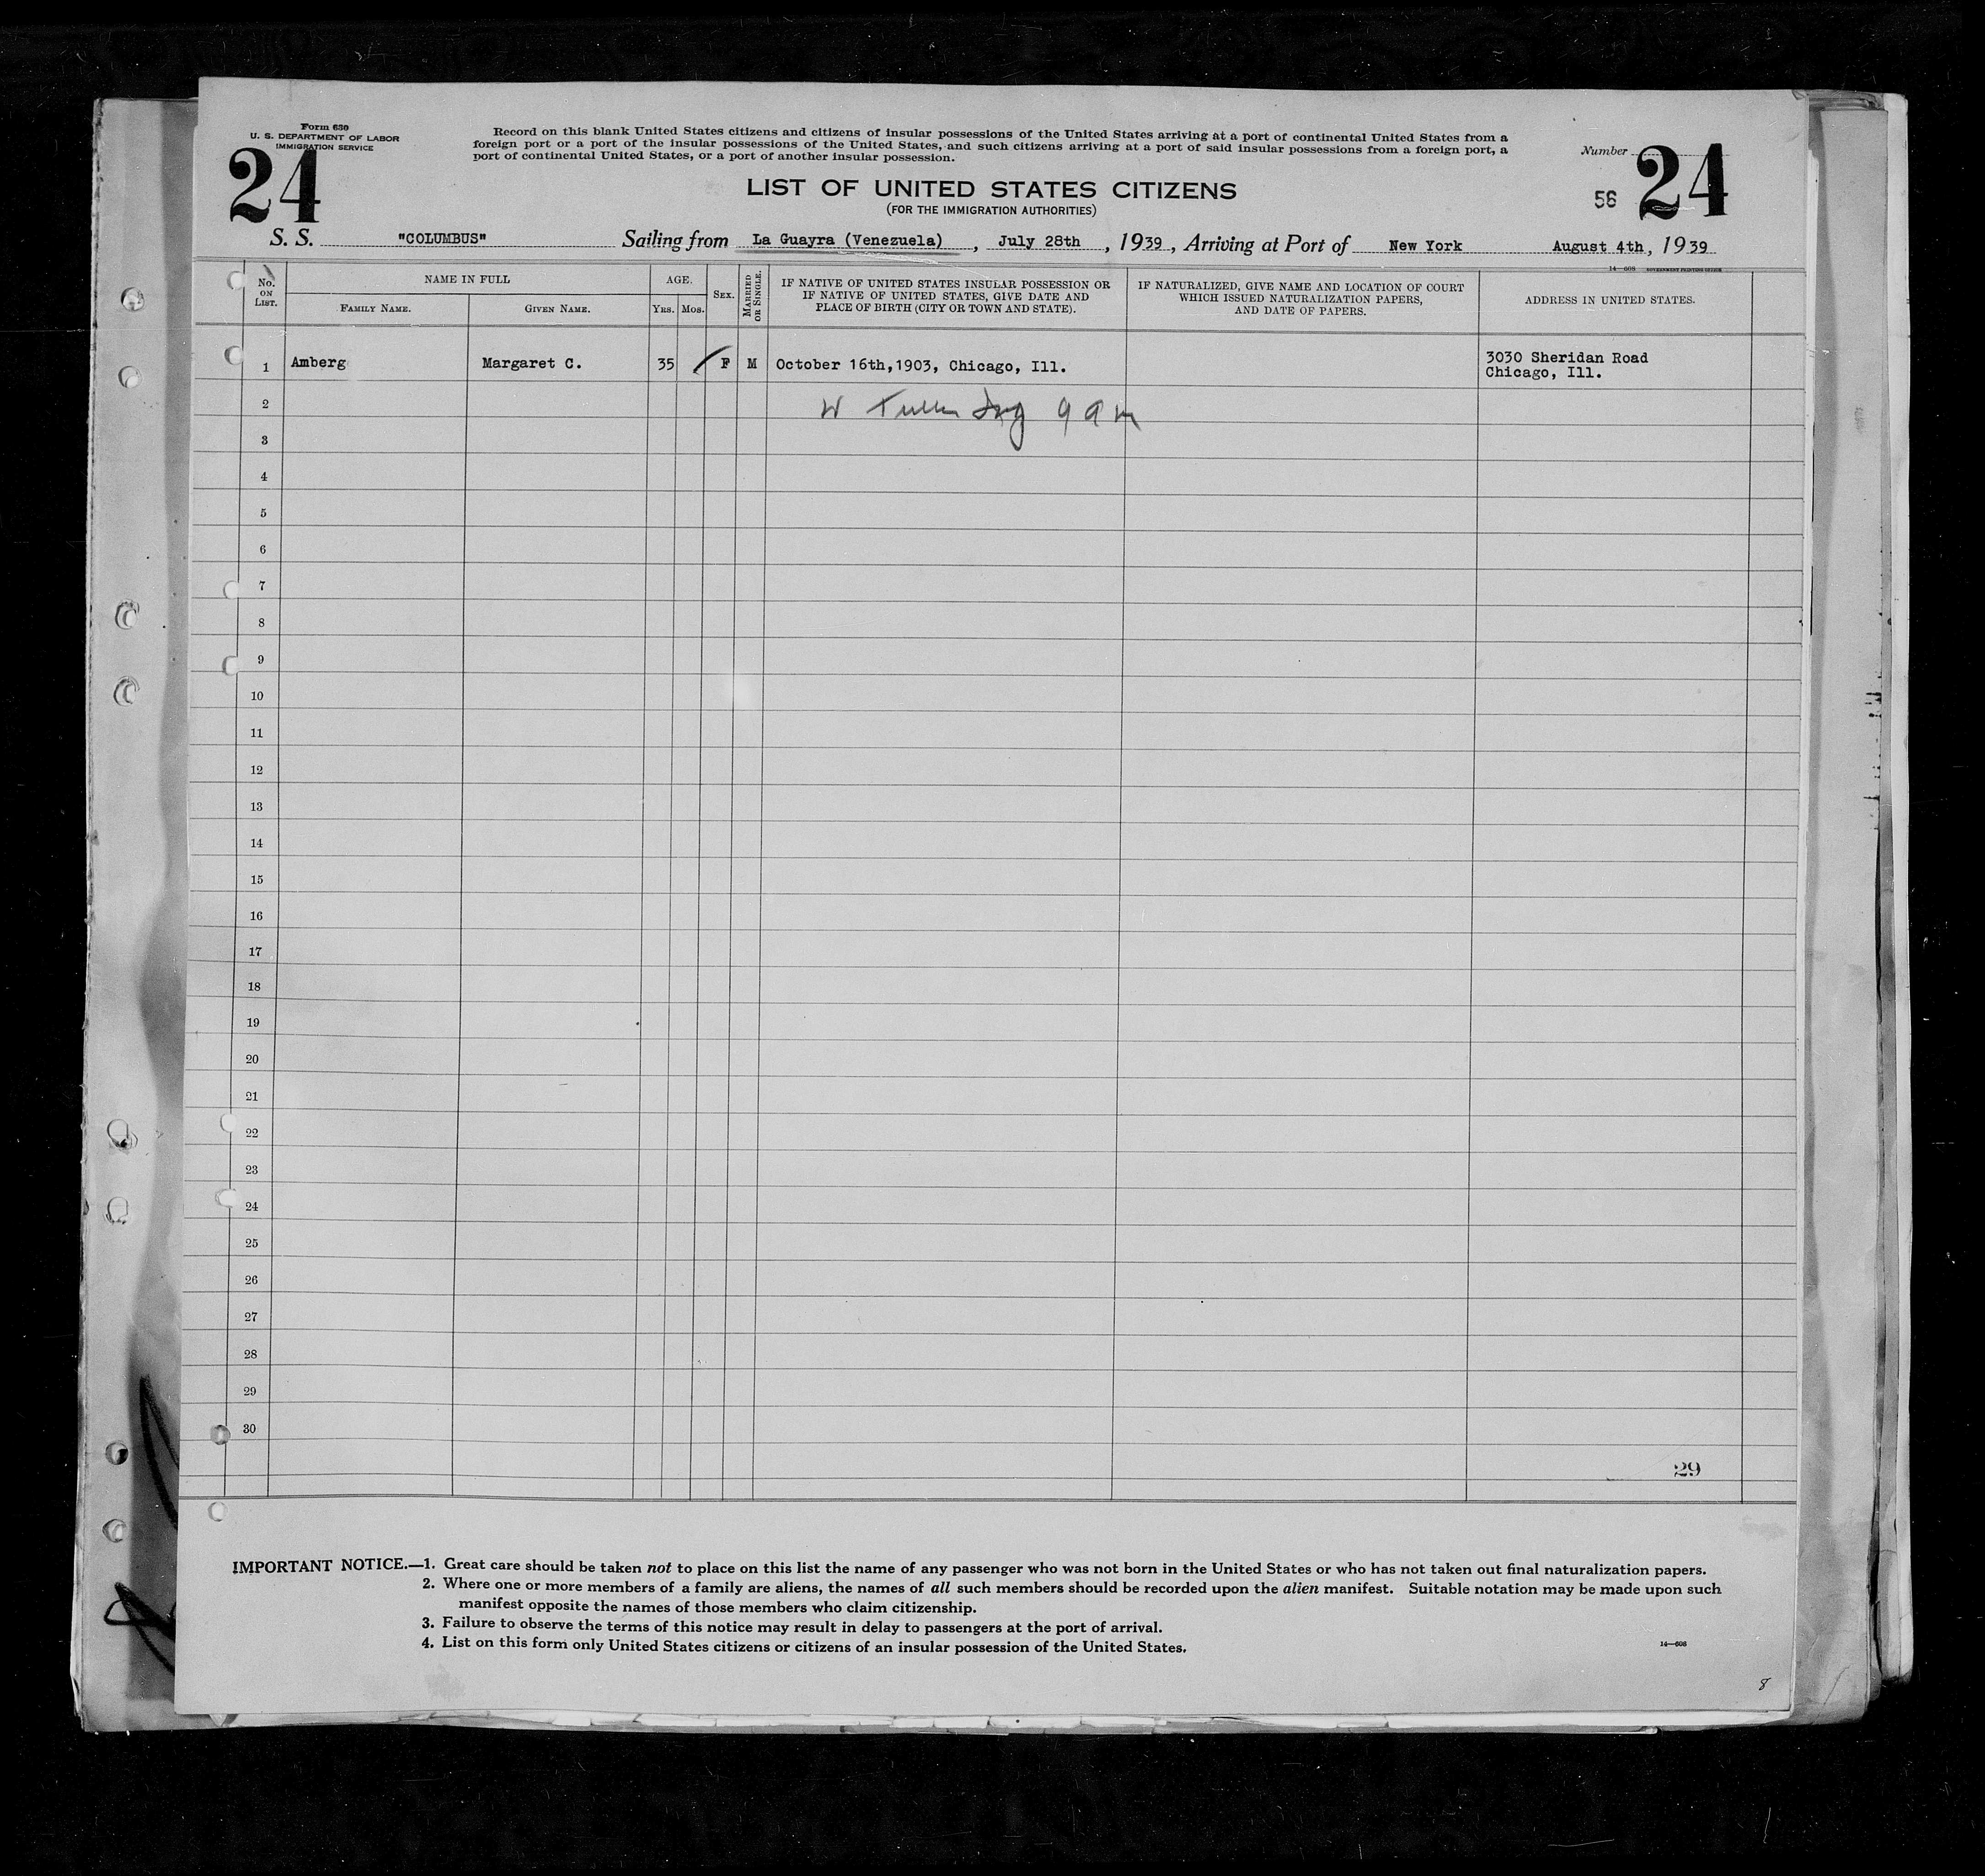 Form 630
U. S. DEPARTMENT OF LABOR
IMMIGRATION SERVICE
24
Record on this blank United States citizens and citizens of insular possessions of the United States arriving at a port of continental United States from a
foreign port or a port of the insular possessions of the United States, and such citizens arriving at a port of said insular possessions from a foreign port, a
port of continental United States, or a port of another insular possession.
Number 24
56
LIST OF UNITED STATES CITIZENS
(FOR THE IMMIGRATION AUTHORITIES)
S. S. "COLUMBUS" Sailing from La Guayra (Venezuela), July 28th, 1939, Arriving at Port of New York August 4th, 1939
14—608 GOVERNMENT PRINTING OFFICE
No. ON LIST.
NAME IN FULL
FAMILY NAME.
GIVEN NAME.
AGE.
YRS. MOS.
SEX.
MARRIED OR SINGLE.
IF NATIVE OF UNITED STATES INSULAR POSSESSION OR
IF NATIVE OF UNITED STATES, GIVE DATE AND
PLACE OF BIRTH (CITY OR TOWN AND STATE).
IF NATURALIZED, GIVE NAME AND LOCATION OF COURT
WHICH ISSUED NATURALIZATION PAPERS,
AND DATE OF PAPERS.
ADDRESS IN UNITED STATES.
1 Amberg Margaret C. 35 F M October 16th,1903, Chicago, Ill. 3030 Sheridan Road
Chicago, Ill.
2
3
4
5
6
7
8
9
10
11
12
13
14
15
16
17
18
19
20
21
22
23
24
25
26
27
28
29
30
29
IMPORTANT NOTICE.—1. Great care should be taken not to place on this list the name of any passenger who was not born in the United States or who has not taken out final naturalization papers.
2. Where one or more members of a family are aliens, the names of all such members should be recorded upon the alien manifest. Suitable notation may be made upon such
manifest opposite the names of those members who claim citizenship.
3. Failure to observe the terms of this notice may result in delay to passengers at the port of arrival.
4. List on this form only United States citizens or citizens of an insular possession of the United States.
14—608
8